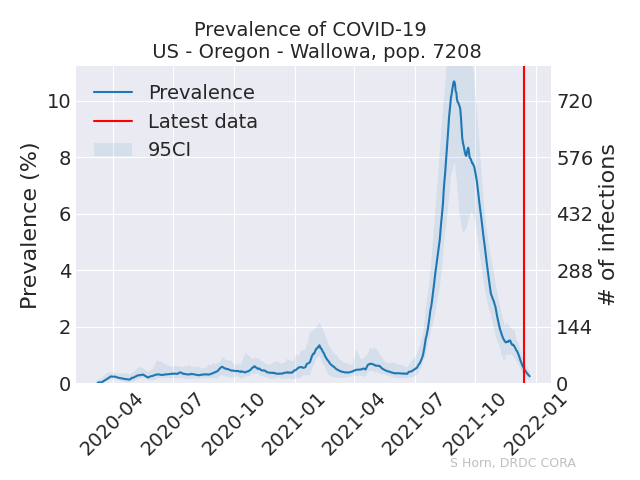 Prevalence of COVID-19
US - Oregon - Wallowa, pop. 7208
Prevalence
Latest data
95CI
Prevalence (%)
10
8
6
4
2
0
720
576
432
288
144
0
# of infections
2020-04
2020-07
2020-10
2021-01
2021-04
2021-07
2021-10
2022-01
S Horn, DRDC CORA